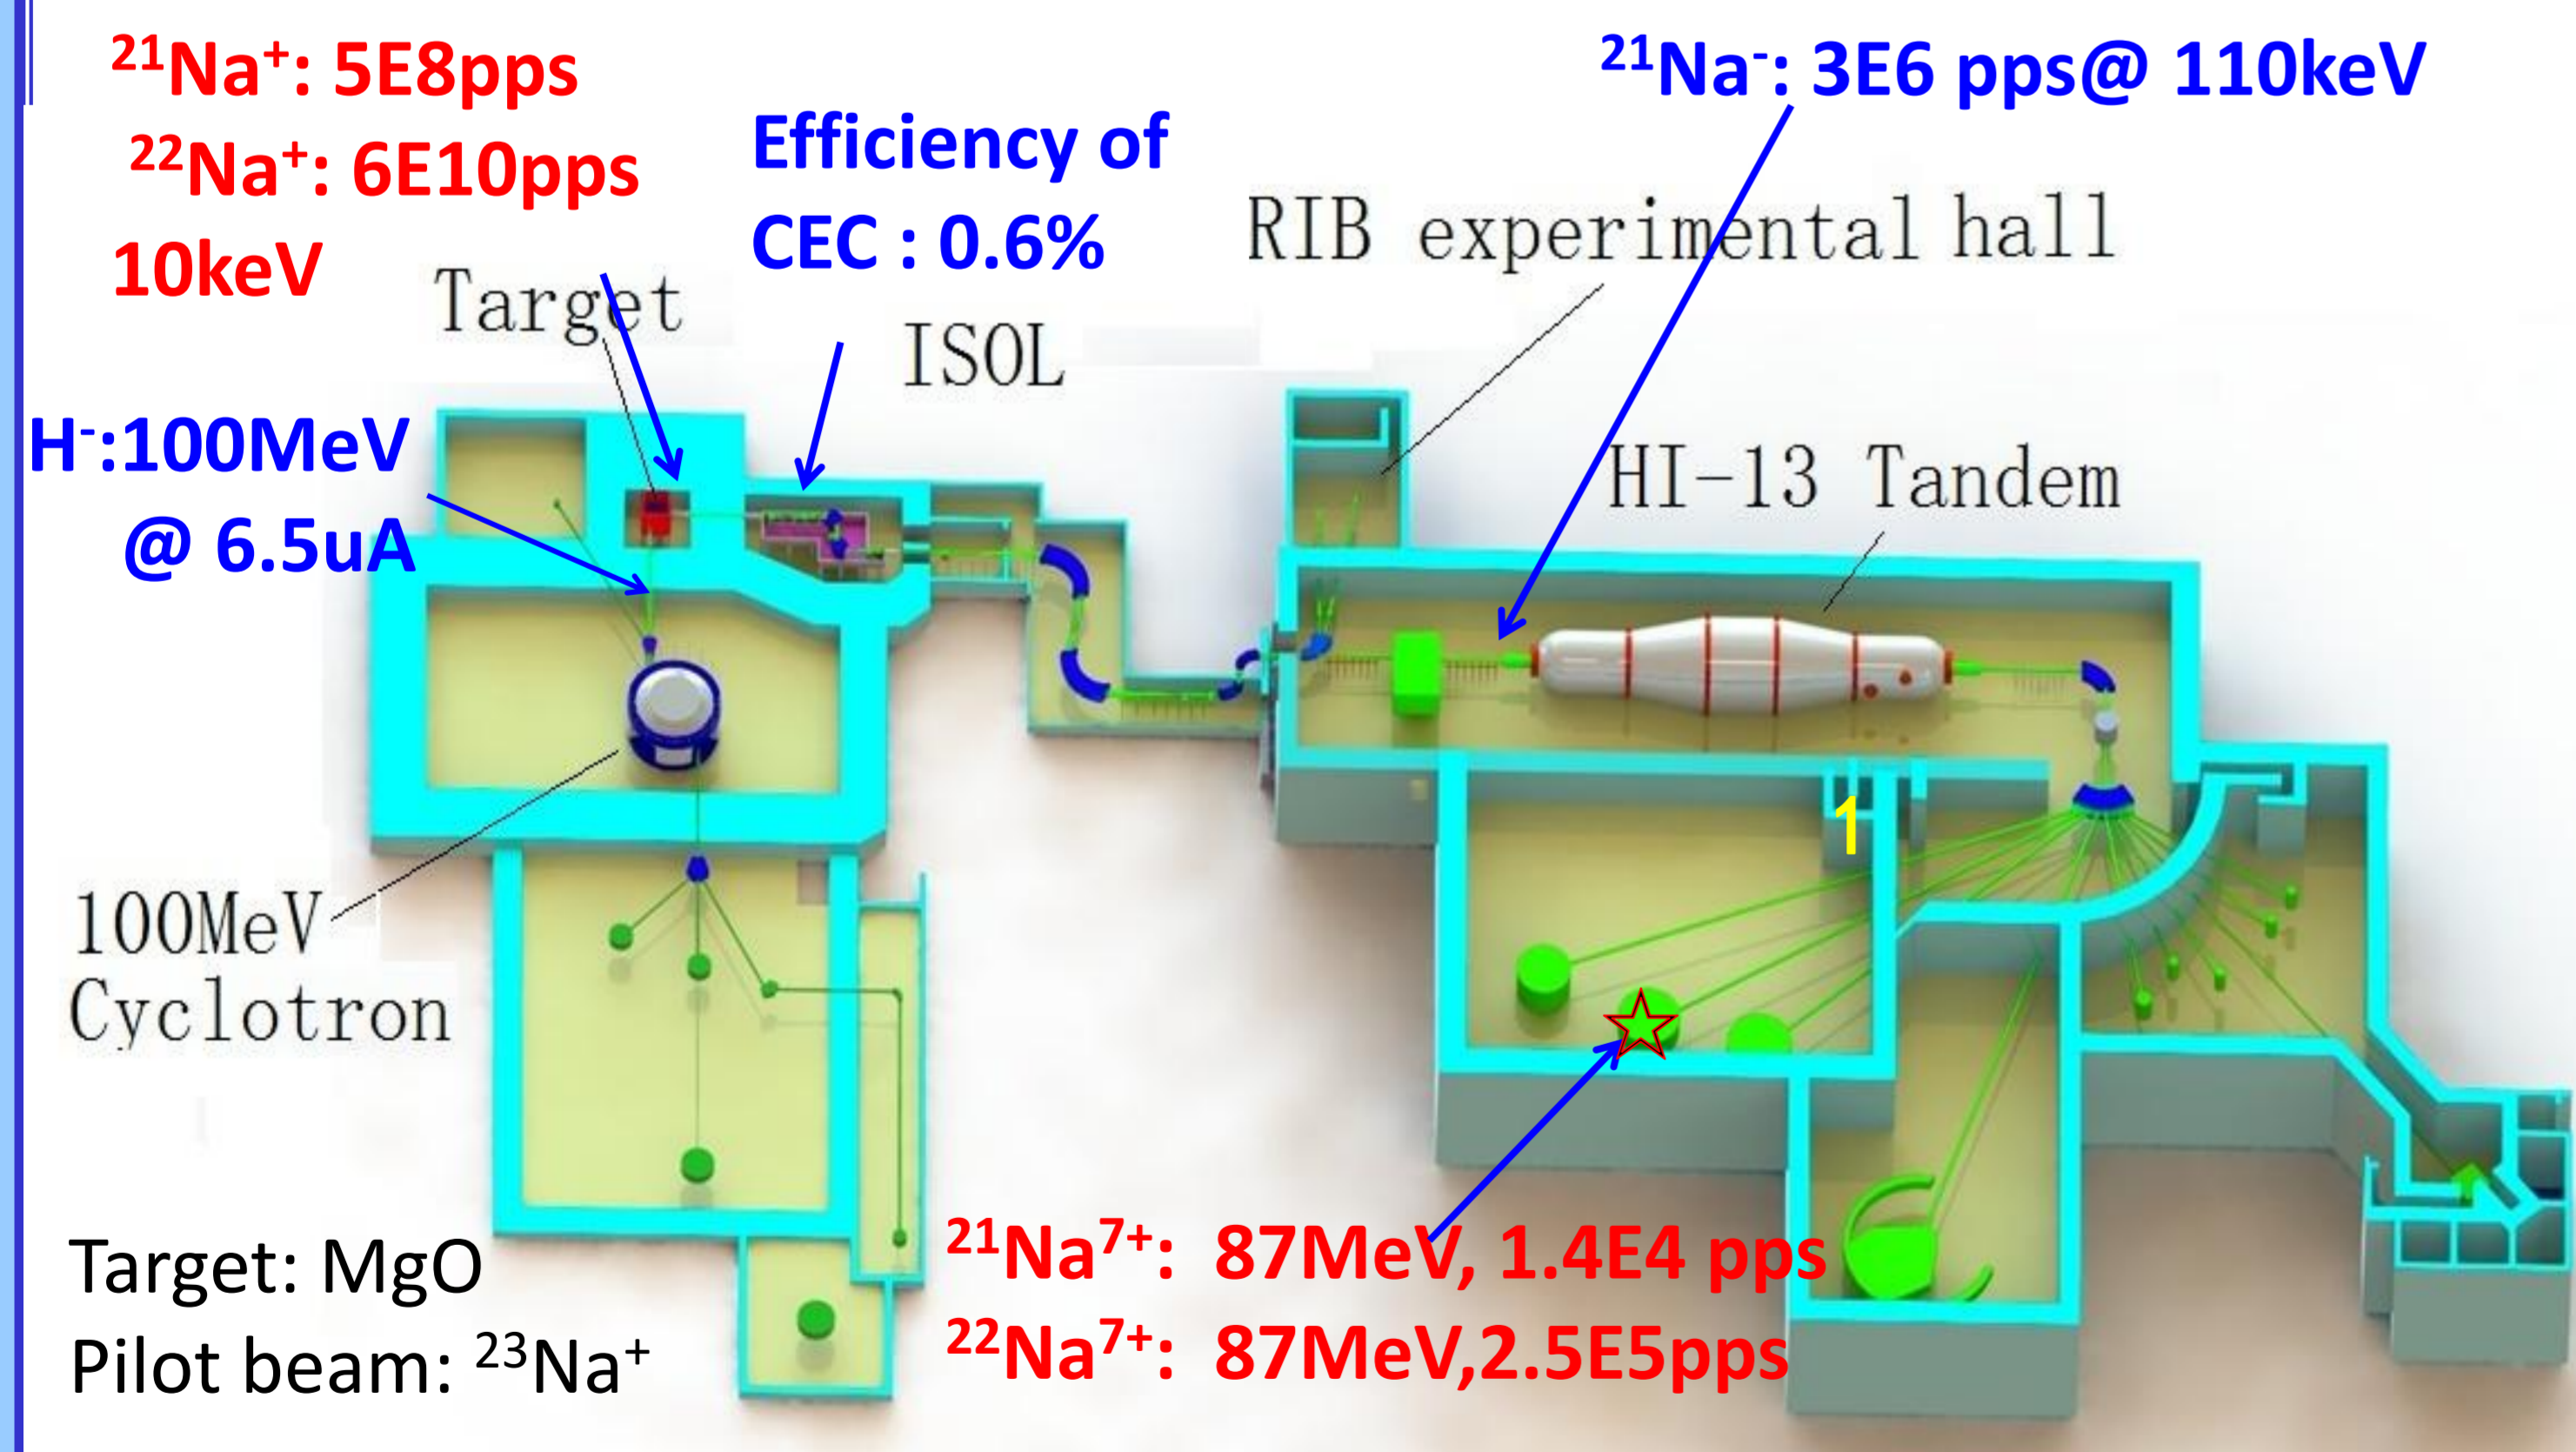 ²¹Na⁺: 5E8pps
²²Na⁺: 6E10pps
10keV
Efficiency of
CEC : 0.6%
²¹Na⁻: 3E6 pps@ 110keV
Target
ISOL
RIB experimental hall
HI-13 Tandem
H⁻:100MeV
@ 6.5uA
1
100MeV
Cyclotron
Target: MgO
Pilot beam: ²³Na⁺
²¹Na⁷⁺: 87MeV, 1.4E4 pps
²²Na⁷⁺: 87MeV,2.5E5pps